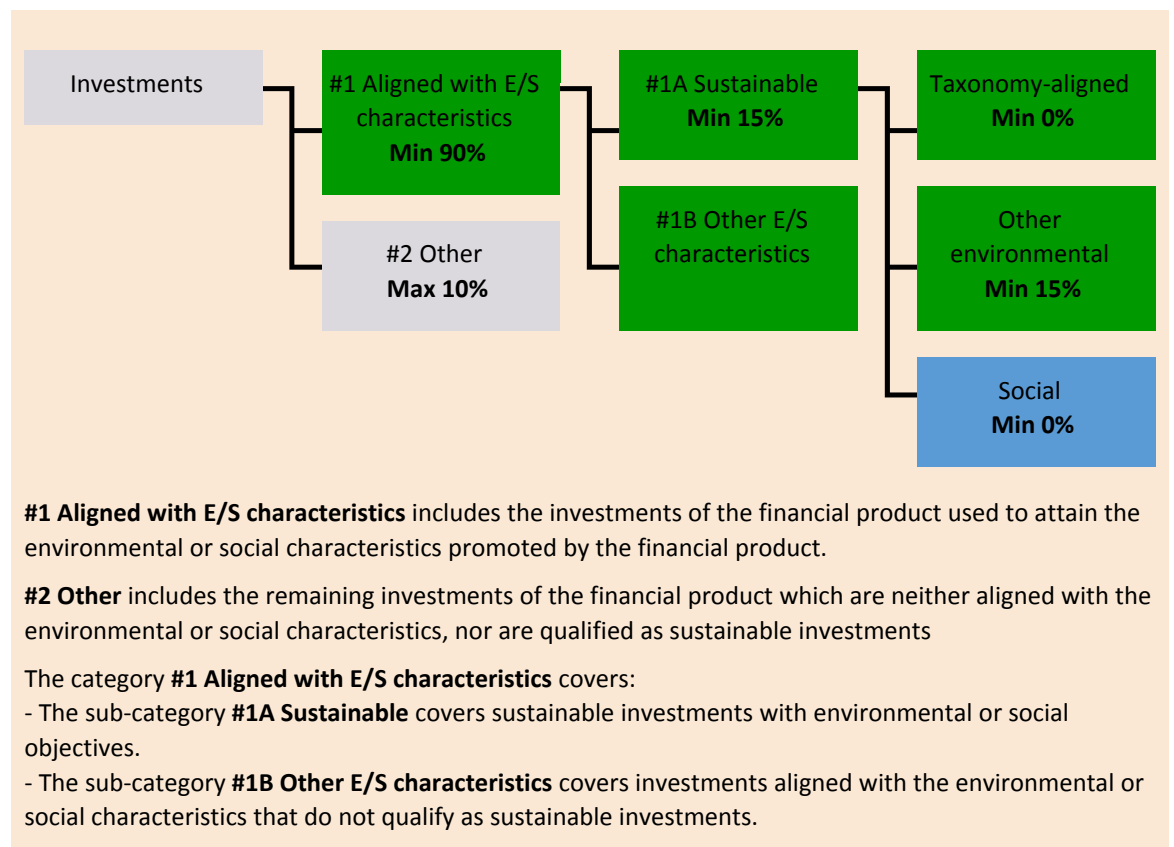 Investments
#1 Aligned with E/S
characteristics
Min 90%
#2 Other
Max 10%
#1A Sustainable
Min 15%
#1B Other E/S
characteristics
Taxonomy-aligned
Min 0%
Other
environmental
Min 15%
Social
Min 0%
#1 Aligned with E/S characteristics includes the investments of the financial product used to attain the
environmental or social characteristics promoted by the financial product.
#2 Other includes the remaining investments of the financial product which are neither aligned with the
environmental or social characteristics, nor are qualified as sustainable investments
The category #1 Aligned with E/S characteristics covers:
- The sub-category #1A Sustainable covers sustainable investments with environmental or social
objectives.
- The sub-category #1B Other E/S characteristics covers investments aligned with the environmental or
social characteristics that do not qualify as sustainable investments.